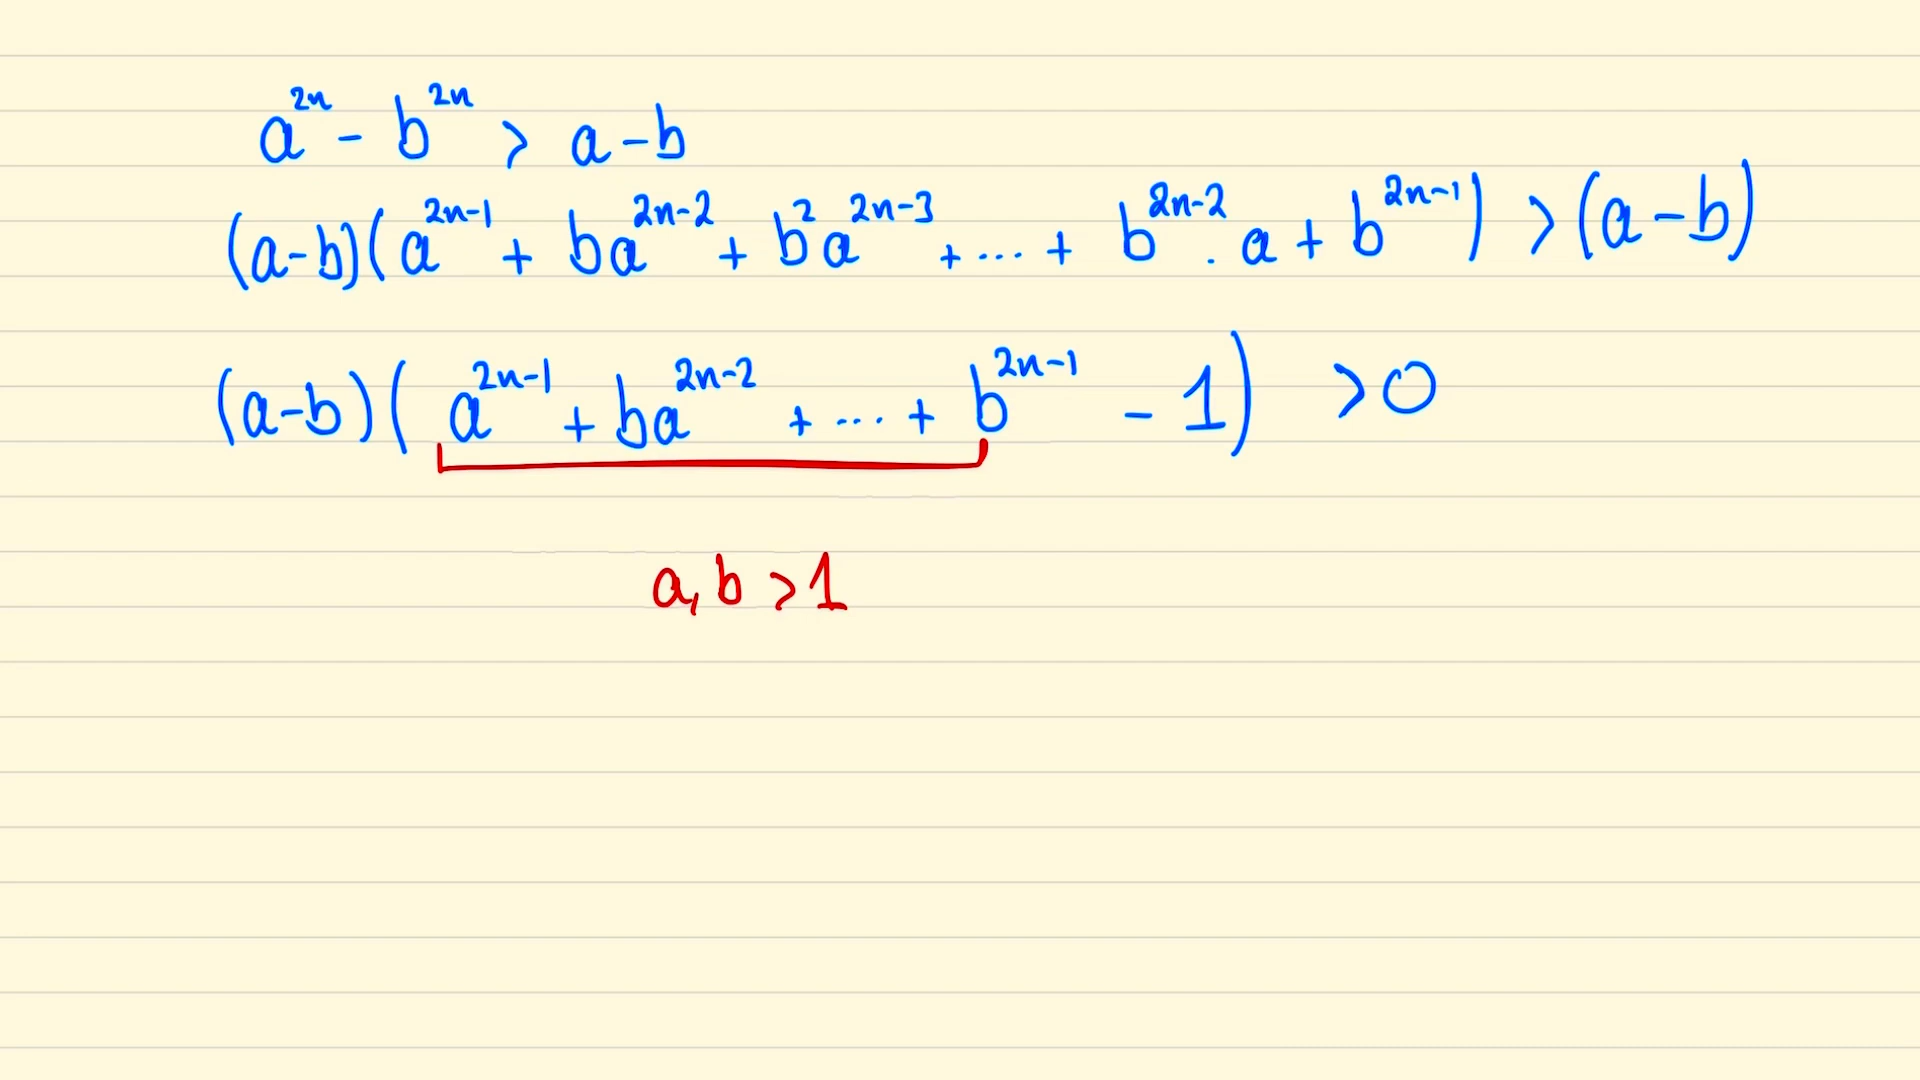 a^{2n} - b^{2n} > a-b
(a-b)(a^{2n-1} + ba^{2n-2} + b^2a^{2n-3} + ... + b^{2n-2} . a + b^{2n-1}) > (a-b)
(a-b)(a^{2n-1} + ba^{2n-2} + ... + b^{2n-1} - 1) > 0
a, b > 1